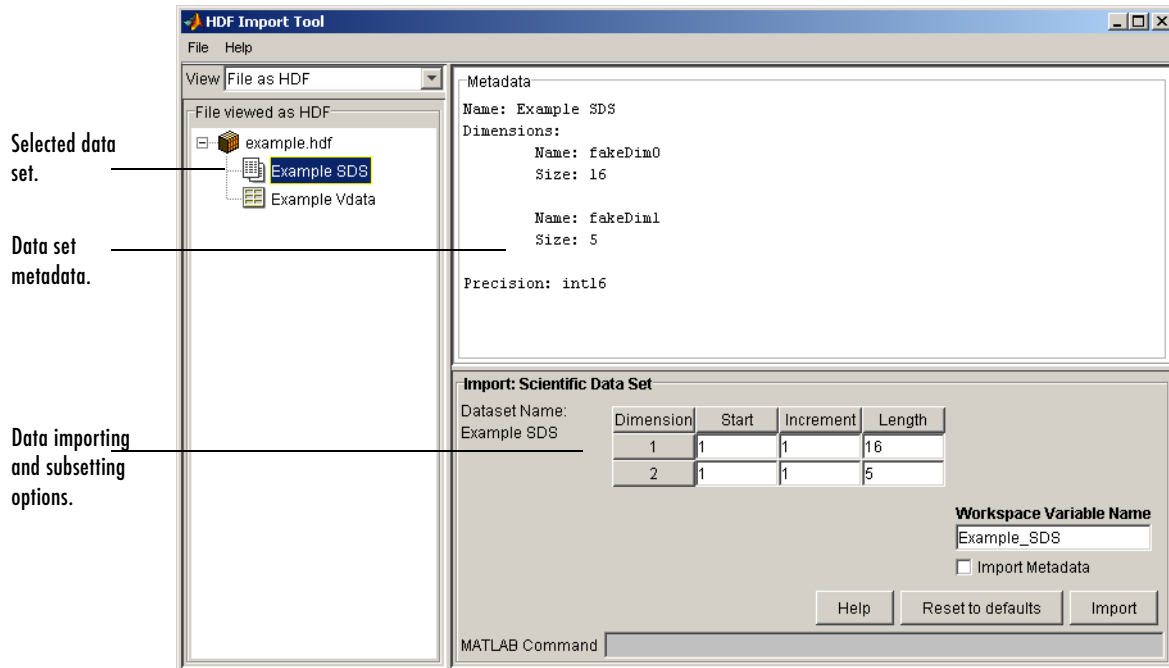 HDF Import Tool
File Help
View File as HDF
File viewed as HDF
example.hdf
Example SDS
Example Vdata
Selected data
set.
Data set
metadata.
Data importing
and subsetting
options.
Metadata
Name: Example SDS
Dimensions:
Name: fakeDim0
Size: 16
Name: fakeDim1
Size: 5
Precision: int16
Import: Scientific Data Set
Dataset Name:
Example SDS
Dimension Start Increment Length
1 1 1 16
2 1 1 5
Workspace Variable Name
Example_SDS
Import Metadata
Help Reset to defaults Import
MATLAB Command